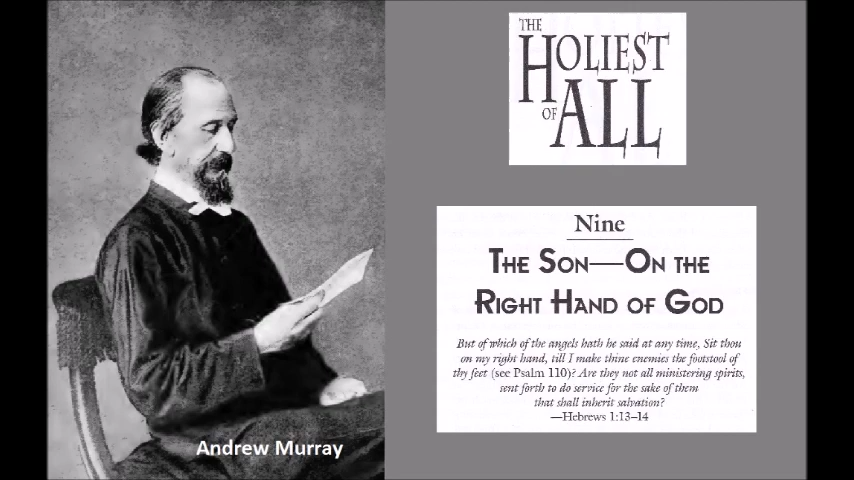 THE
HOLIEST
OF ALL
Nine
THE SON—ON THE
RIGHT HAND OF GOD
But of which of the angels hath he said at any time, Sit thou
on my right hand, till I make thine enemies the footstool of
thy feet (see Psalm 110)? Are they not all ministering spirits,
sent forth to do service for the sake of them
that shall inherit salvation?
—Hebrews 1:13–14
Andrew Murray